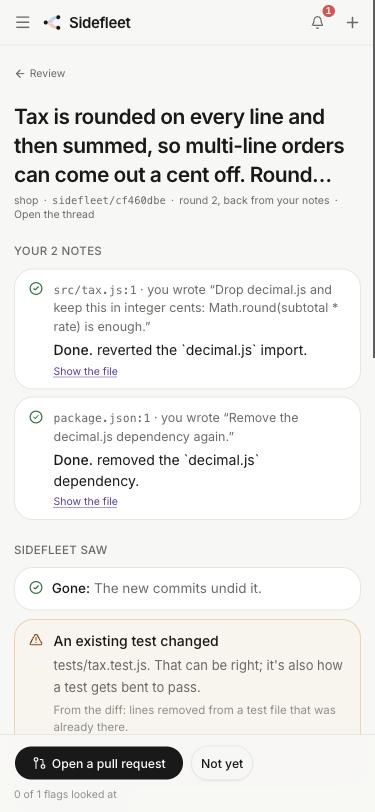 Sidefleet
1
← Review
Tax is rounded on every line and
then summed, so multi-line orders
can come out a cent off. Round…
shop · sidefleet/cf460dbe · round 2, back from your notes ·
Open the thread
YOUR 2 NOTES
src/tax.js:1 · you wrote “Drop decimal.js and
keep this in integer cents: Math.round(subtotal *
rate) is enough.”
Done. reverted the `decimal.js` import.
Show the file
package.json:1 · you wrote “Remove the
decimal.js dependency again.”
Done. removed the `decimal.js`
dependency.
Show the file
SIDEFLEET SAW
Gone: The new commits undid it.
An existing test changed
tests/tax.test.js. That can be right; it's also how
a test gets bent to pass.
From the diff: lines removed from a test file that was
already there.
Open a pull request
Not yet
0 of 1 flags looked at